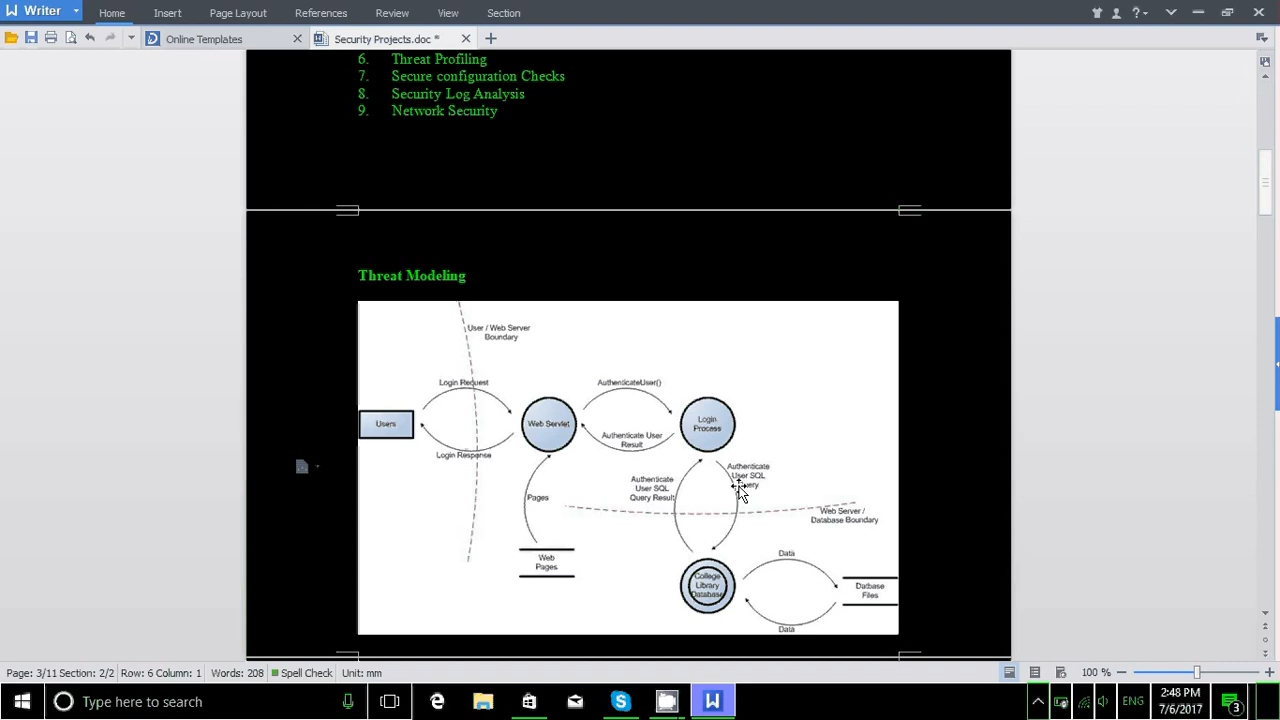 Writer
Home Insert Page Layout References Review View Section
Online Templates Security Projects.doc *
6. Threat Profiling
7. Secure configuration Checks
8. Security Log Analysis
9. Network Security
Threat Modeling
User / Web Server
Boundary
Login Request
AuthenticateUser()
Users
Web Servlet
Login
Process
Login Response
Authenticate User
Result
Authenticate
User SQL
Query Result
Authenticate
User SQL
Pages
Web Server /
Database Boundary
Web
Pages
College
Library
Database
Data
Datbase
Files
Data
Page: 3/11 Section: 2/2 Row: 6 Column: 1 Words: 208 Spell Check Unit: mm 100 %
Type here to search
ENG
2:48 PM
7/6/2017
3